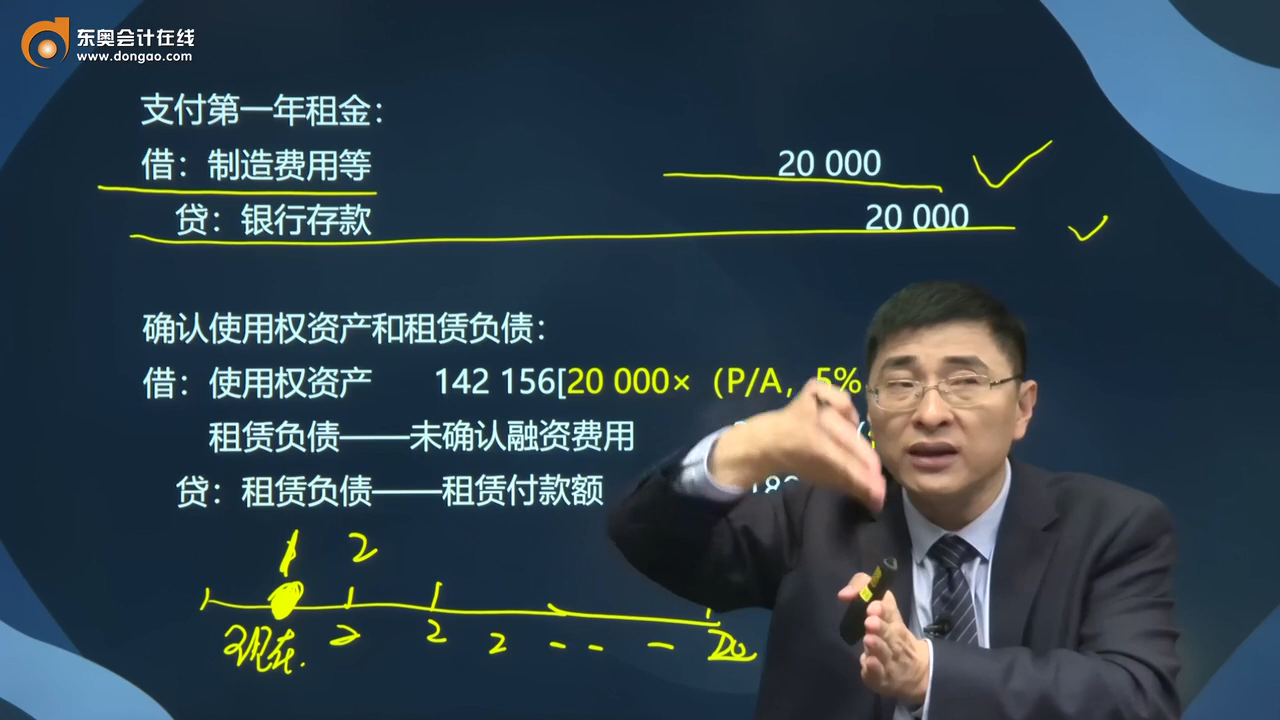 东奥会计在线
www.dongao.com
支付第一年租金：
借：制造费用等 20 000
贷：银行存款 20 000
确认使用权资产和租赁负债：
借：使用权资产 142 156[20 000×（P/A，5%
租赁负债——未确认融资费用
贷：租赁负债——租赁付款额 180
1 2
现在. 2 2 2 - - -